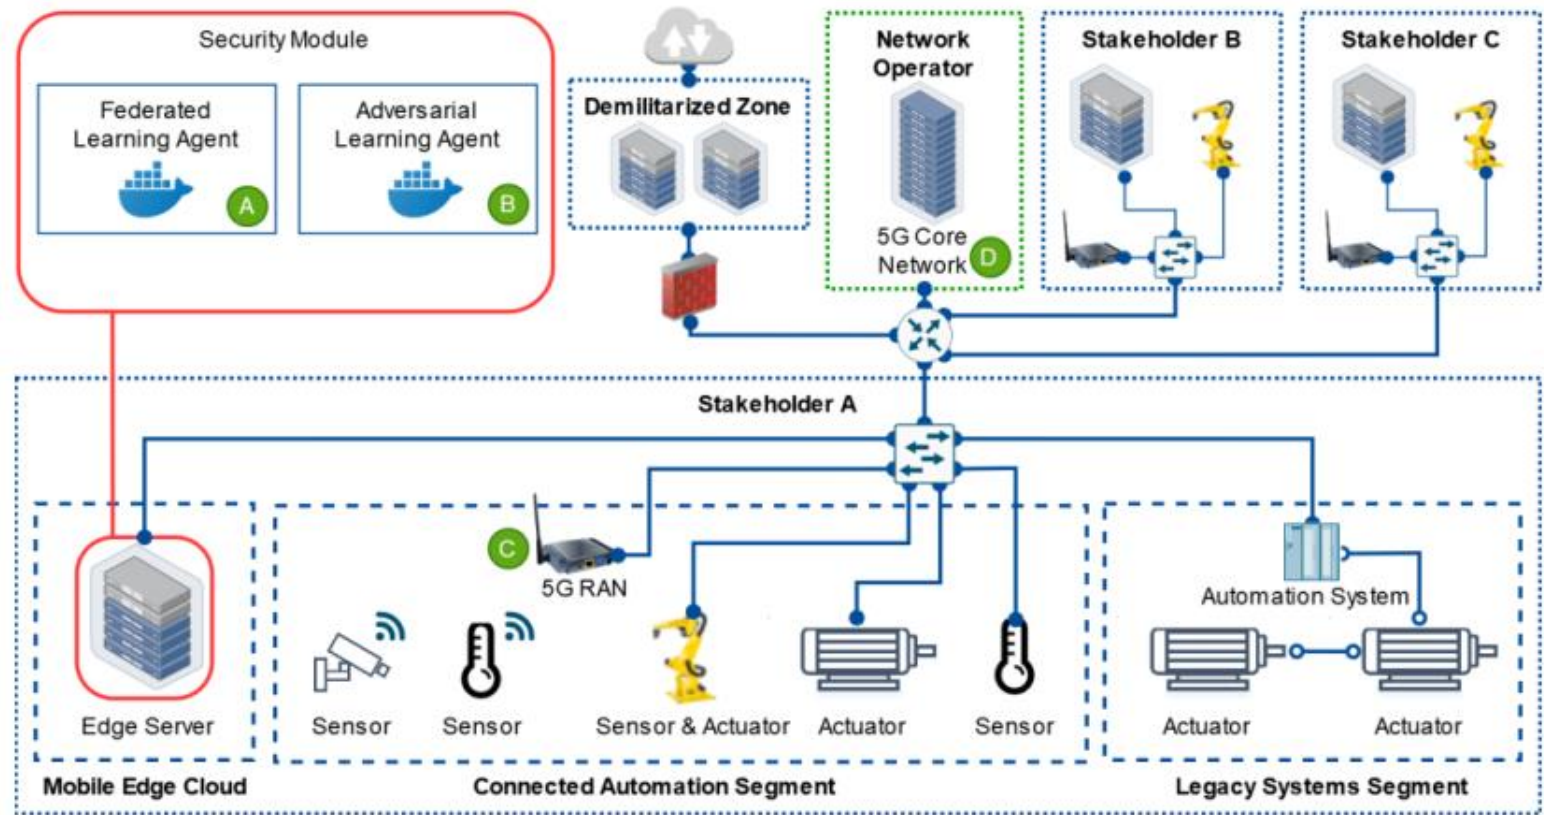 Security Module
Federated
Learning Agent
A
Adversarial
Learning Agent
B
Demilitarized Zone
Network
Operator
5G Core
Network
D
Stakeholder B
Stakeholder C
Stakeholder A
C
5G RAN
Edge Server
Sensor
Sensor
Sensor & Actuator
Actuator
Sensor
Automation System
Actuator
Actuator
Mobile Edge Cloud
Connected Automation Segment
Legacy Systems Segment